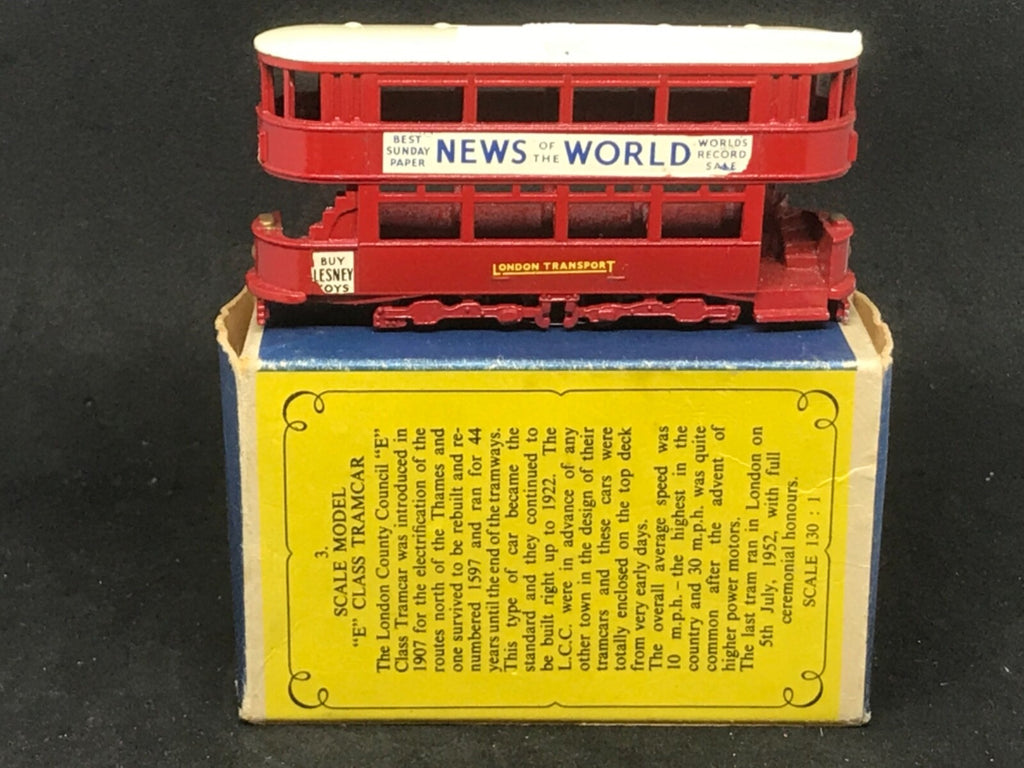 BEST
SUNDAY
PAPER
NEWS OF THE WORLD
WORLDS
RECORD
SALE
BUY
LESNEY
TOYS
LONDON TRANSPORT
3.
SCALE MODEL
"E" CLASS TRAMCAR
The London County Council "E"
Class Tramcar was introduced in
1907 for the electrification of the
routes north of the Thames and
one survived to be rebuilt and re-
numbered 1597 and ran for 44
years until the end of the tramways.
This type of car became the
standard and they continued to
be built right up to 1922. The
L.C.C. were in advance of any
other town in the design of their
tramcars and these cars were
totally enclosed on the top deck
from very early days.
The overall average speed was
10 m.p.h. – the highest in the
country and 30 m.p.h. was quite
common after the advent of
higher power motors.
The last tram ran in London on
5th July, 1952, with full
ceremonial honours.
SCALE 130 : 1